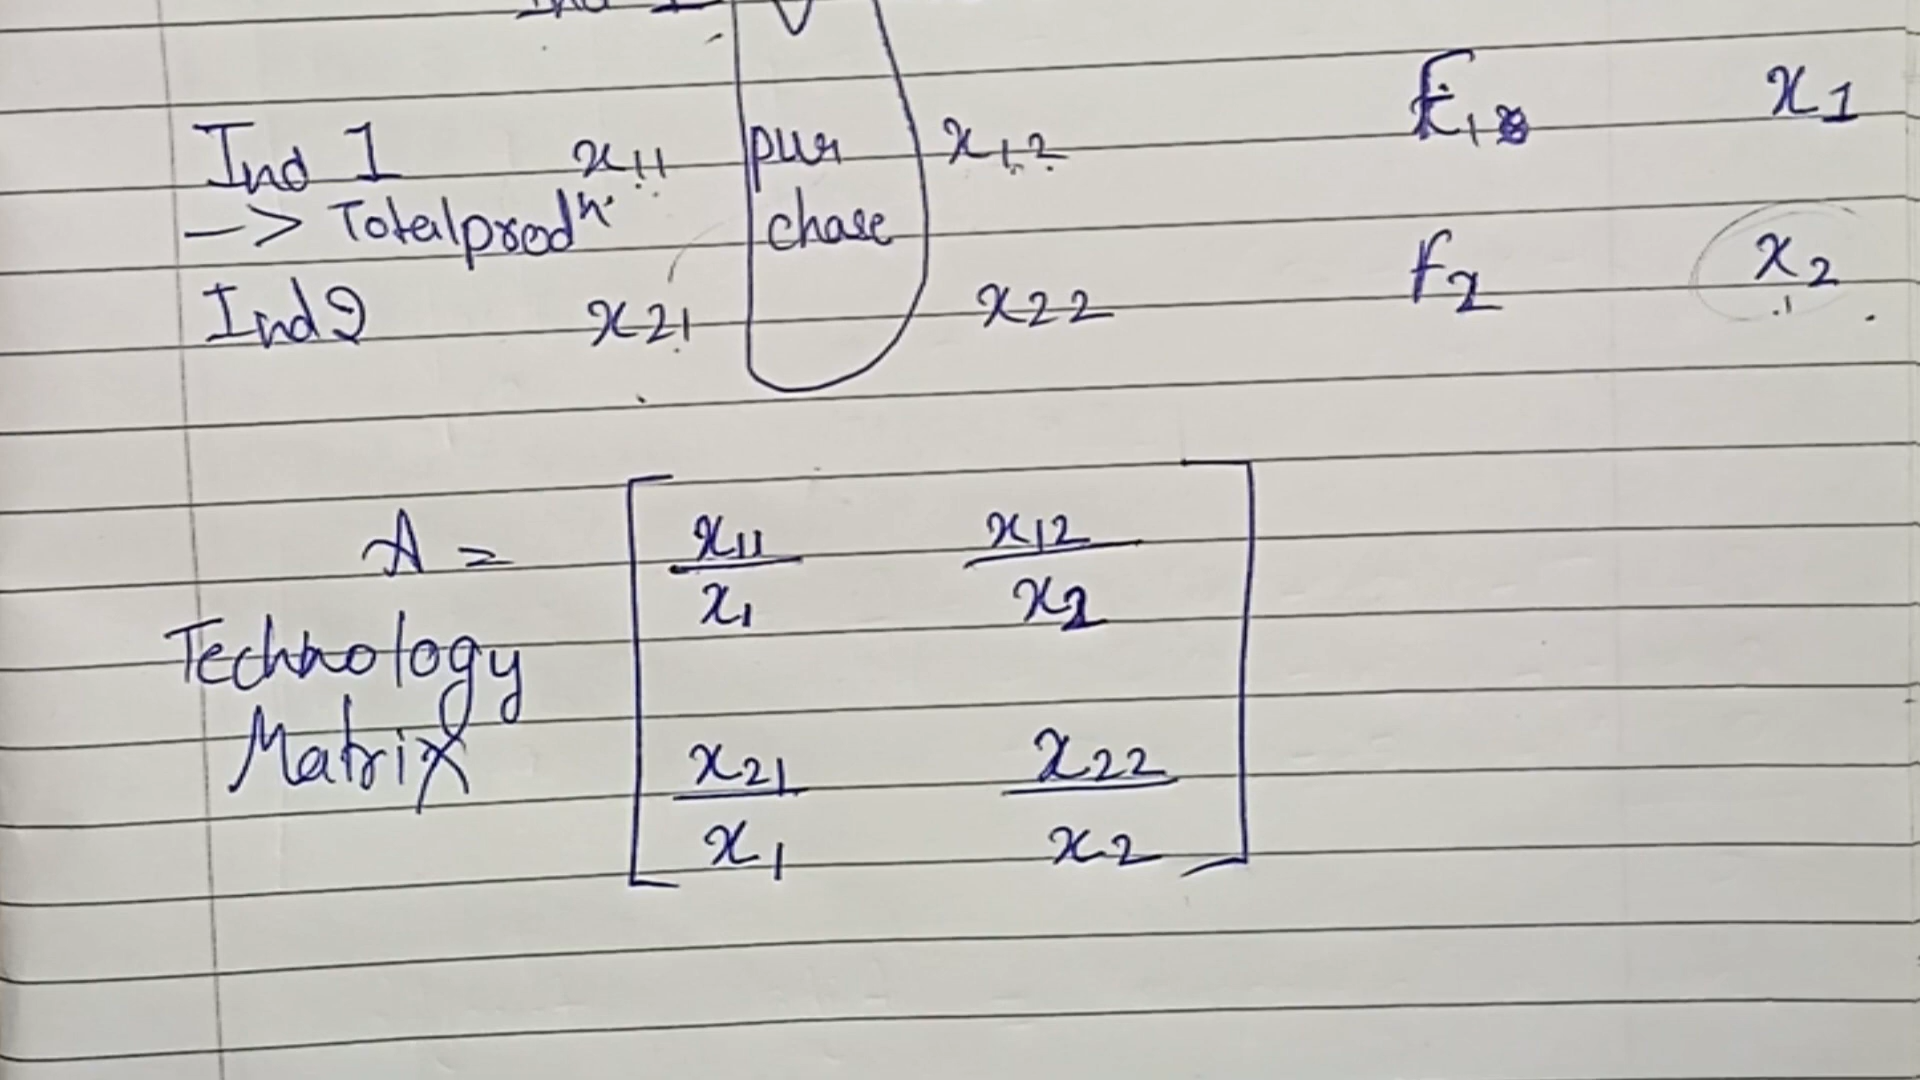 Ind 1 x11 pur x12 F1 x1
-> Totalprodn.
chase
Ind 2 x21 x22 F2 x2
A = x11/x1 x12/x2
Technology
Matrix x21/x1 x22/x2